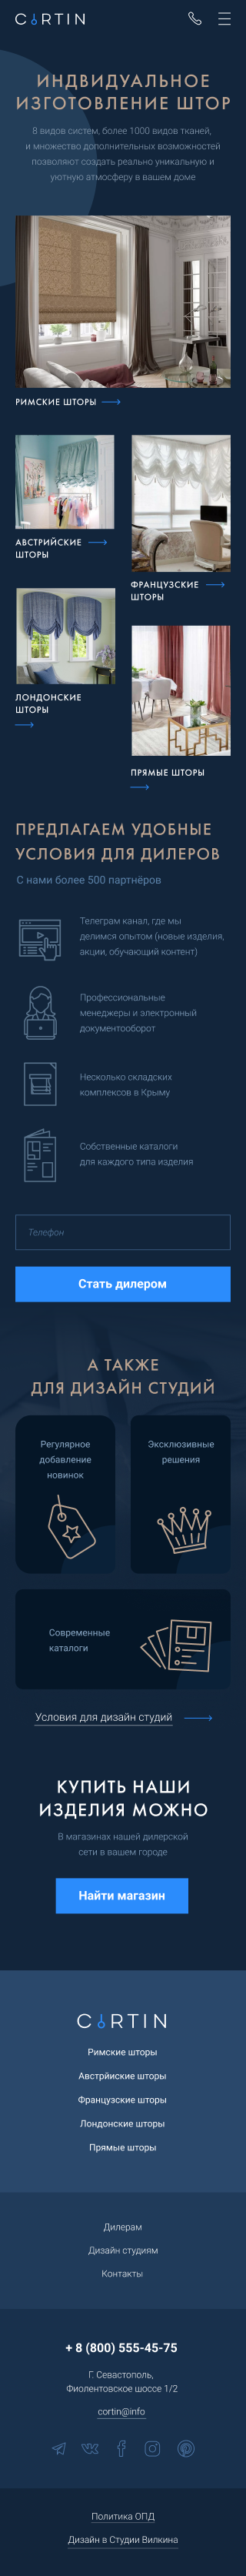 CORTIN
ИНДВИДУАЛЬНОЕ
ИЗГОТОВЛЕНИЕ ШТОР
8 видов систем, более 1000 видов тканей,
и множество дополнительных возможностей
позволяют создать реально уникальную и
уютную атмосферу в вашем доме
РИМСКИЕ ШТОРЫ
АВСТРИЙСКИЕ
ШТОРЫ
ФРАНЦУЗСКИЕ
ШТОРЫ
ЛОНДОНСКИЕ
ШТОРЫ
ПРЯМЫЕ ШТОРЫ
ПРЕДЛАГАЕМ УДОБНЫЕ
УСЛОВИЯ ДЛЯ ДИЛЕРОВ
С нами более 500 партнёров
Телеграм канал, где мы
делимся опытом (новые изделия,
акции, обучающий контент)
Профессиональные
менеджеры и электронный
документооборот
Несколько складских
комплексов в Крыму
Собственные каталоги
для каждого типа изделия
Телефон
Стать дилером
А ТАКЖЕ
ДЛЯ ДИЗАЙН СТУДИЙ
Регулярное
добавление
новинок
Эксклюзивные
решения
Современные
каталоги
Условия для дизайн студий
КУПИТЬ НАШИ
ИЗДЕЛИЯ МОЖНО
В магазинах нашей дилерской
сети в вашем городе
Найти магазин
CORTIN
Римские шторы
Австрйиские шторы
Французские шторы
Лондонские шторы
Прямые шторы
Дилерам
Дизайн студиям
Контакты
+ 8 (800) 555-45-75
Г. Севастополь,
Фиолентовское шоссе 1/2
cortin@info
Политика ОПД
Дизайн в Студии Вилкина